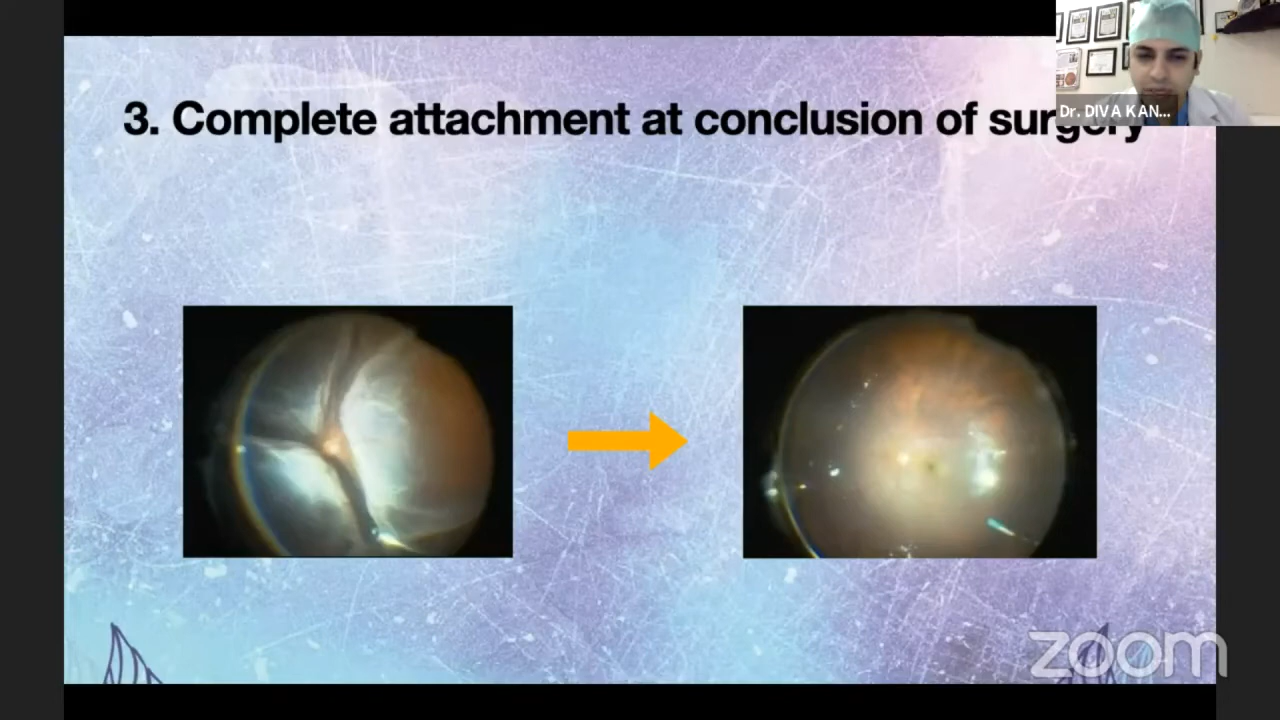 3. Complete attachment at conclusion of surgery
Dr. DIVA KAN...
zoom